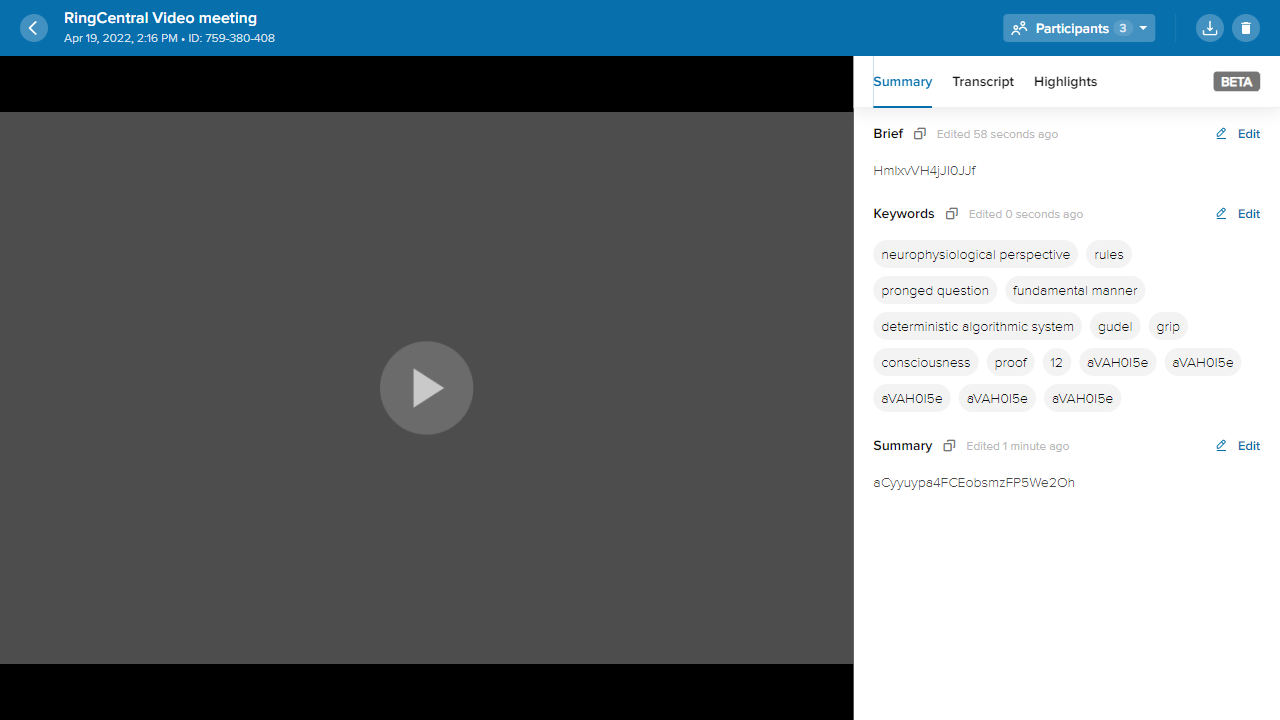 RingCentral Video meeting
Apr 19, 2022, 2:16 PM • ID: 759-380-408
Participants 3
Summary Transcript Highlights BETA
Brief Edited 58 seconds ago Edit
Keywords Edited 0 seconds ago Edit
neurophysiological perspective rules
pronged question fundamental manner
deterministic algorithmic system gudel grip
consciousness proof 12 aVAH0I5e aVAH0I5e
aVAH0I5e aVAH0I5e aVAH0I5e
Summary Edited 1 minute ago Edit
aCyyuypa4FCEobsmzFP5We2Oh